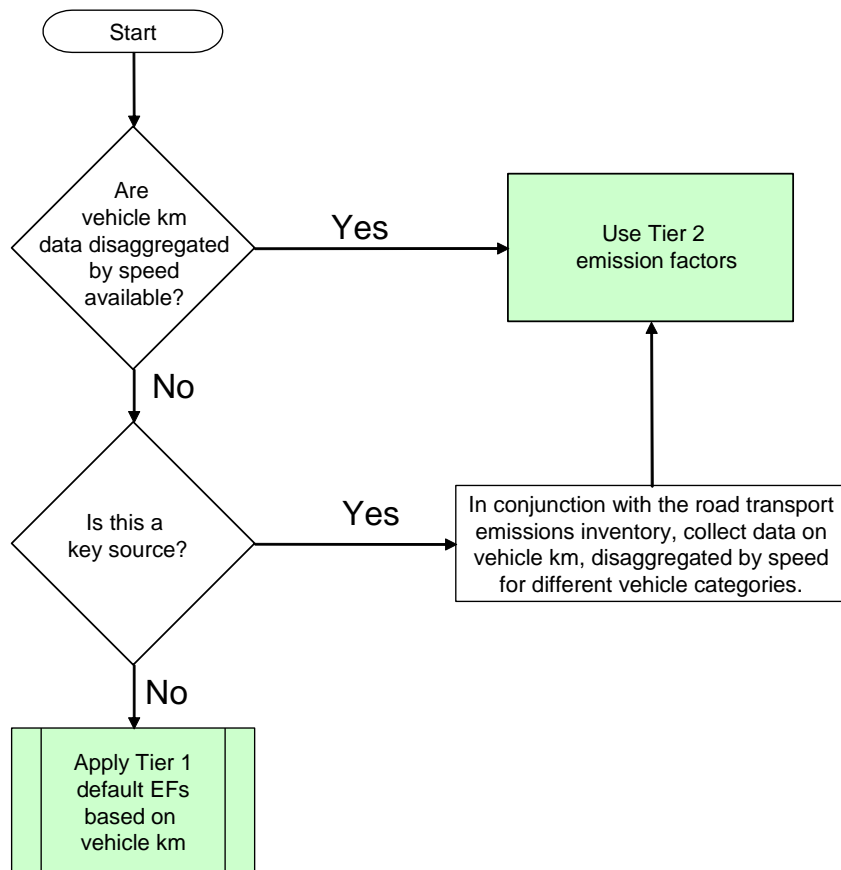 Start
Are
vehicle km
data disaggregated
by speed
available?
Yes
Use Tier 2
emission factors
No
Is this a
key source?
Yes
In conjunction with the road transport
emissions inventory, collect data on
vehicle km, disaggregated by speed
for different vehicle categories.
No
Apply Tier 1
default EFs
based on
vehicle km